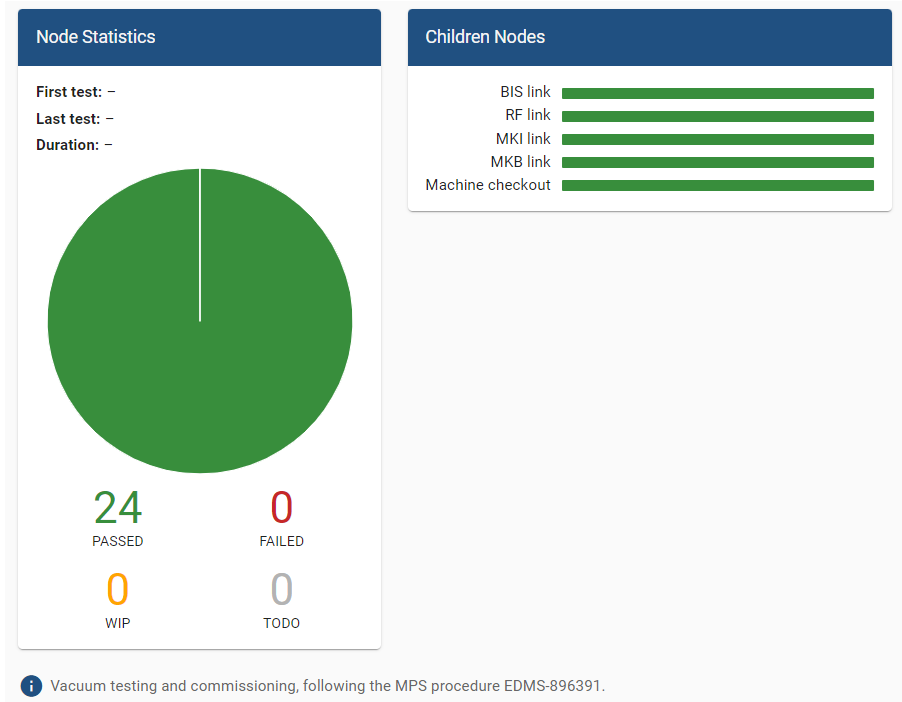 Node Statistics
First test: –
Last test: –
Duration: –
24
PASSED
0
FAILED
0
WIP
0
TODO
Children Nodes
BIS link
RF link
MKI link
MKB link
Machine checkout
Vacuum testing and commissioning, following the MPS procedure EDMS-896391.